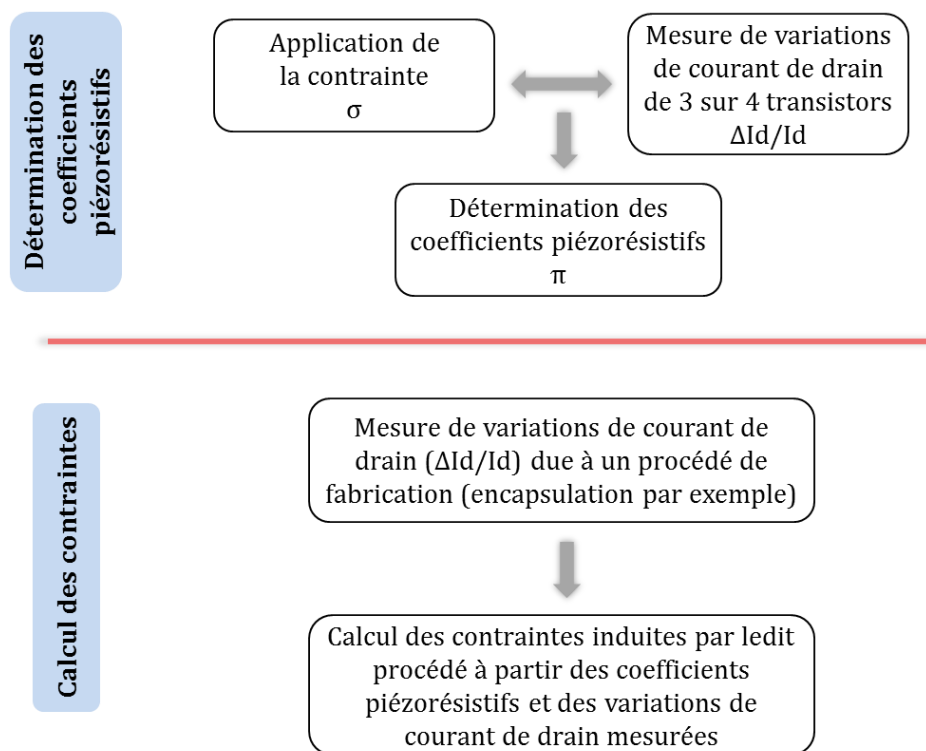 Détermination des
coefficients
piézorésistifs
Application de
la contrainte
σ
Mesure de variations
de courant de drain
de 3 sur 4 transistors
ΔId/Id
Détermination des
coefficients piézorésistifs
π
Calcul des contraintes
Mesure de variations de courant de
drain (ΔId/Id) due à un procédé de
fabrication (encapsulation par exemple)
Calcul des contraintes induites par ledit
procédé à partir des coefficients
piézorésistifs et des variations de
courant de drain mesurées